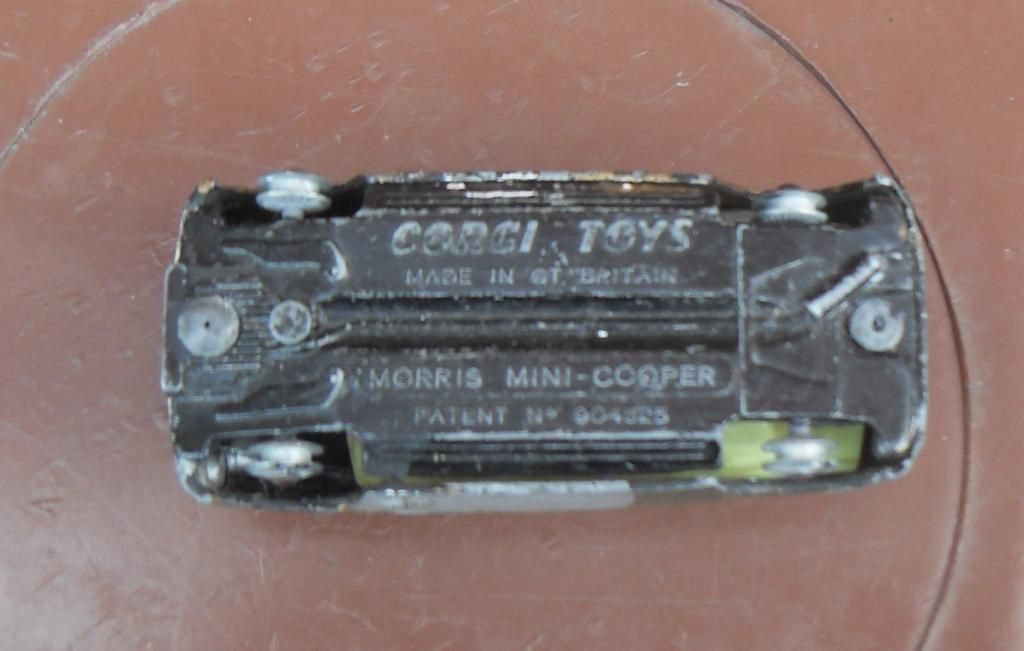 CORGI TOYS
MADE IN GT. BRITAIN
MORRIS MINI-COOPER
PATENT Nº 904525